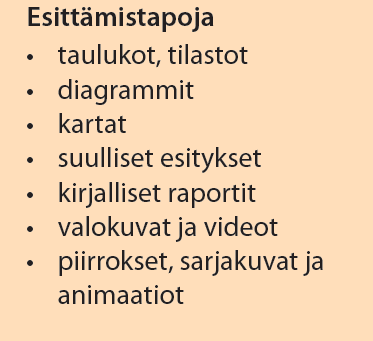 Esittämistapoja
• taulukot, tilastot
• diagrammit
• kartat
• suulliset esitykset
• kirjalliset raportit
• valokuvat ja videot
• piirrokset, sarjakuvat ja
animaatiot